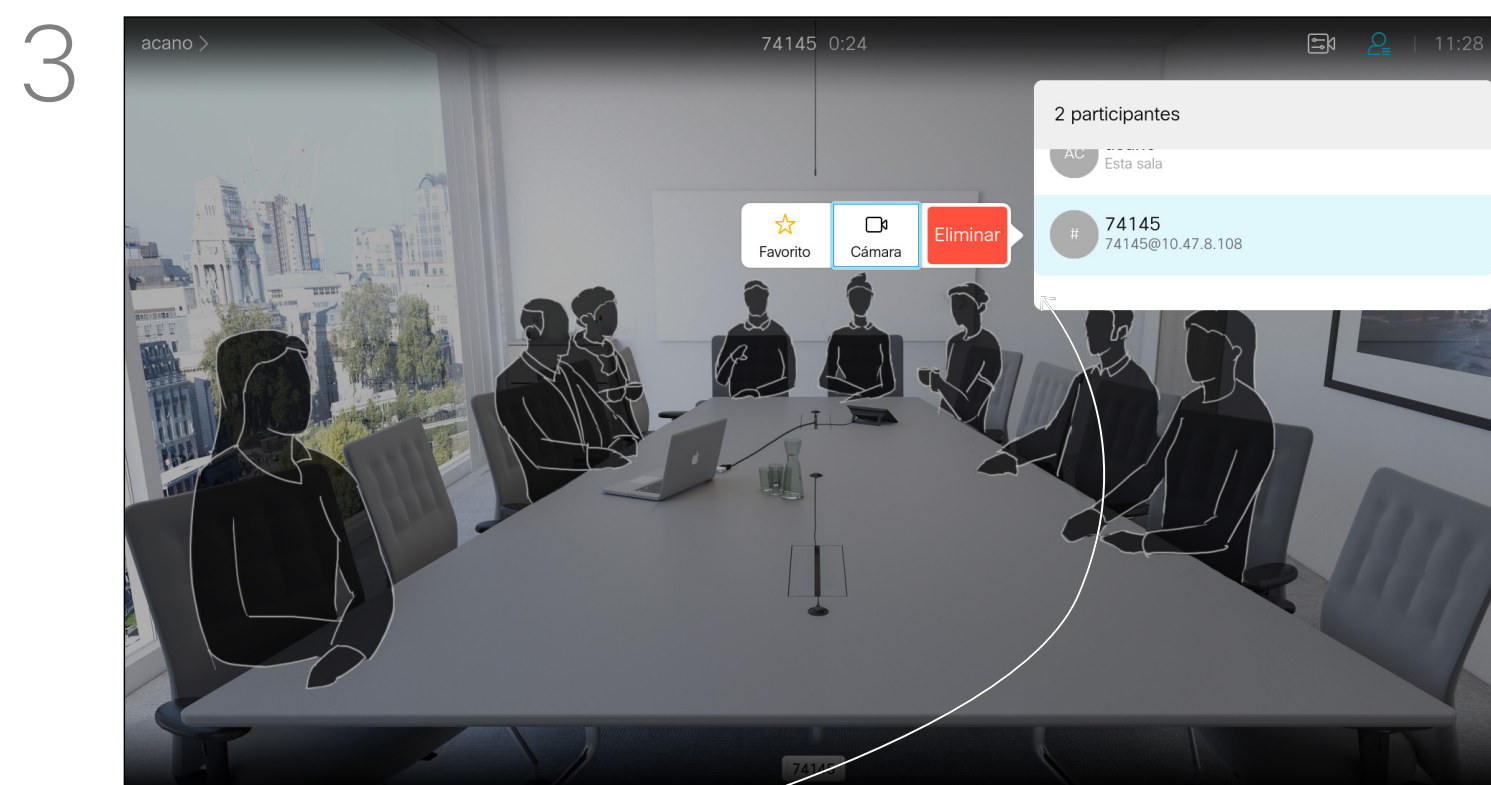 3
acano >
74145 0:24
11:28
2 participantes
AC
Esta sala
Favorito
Cámara
Eliminar
#
74145
74145@10.47.8.108
74145